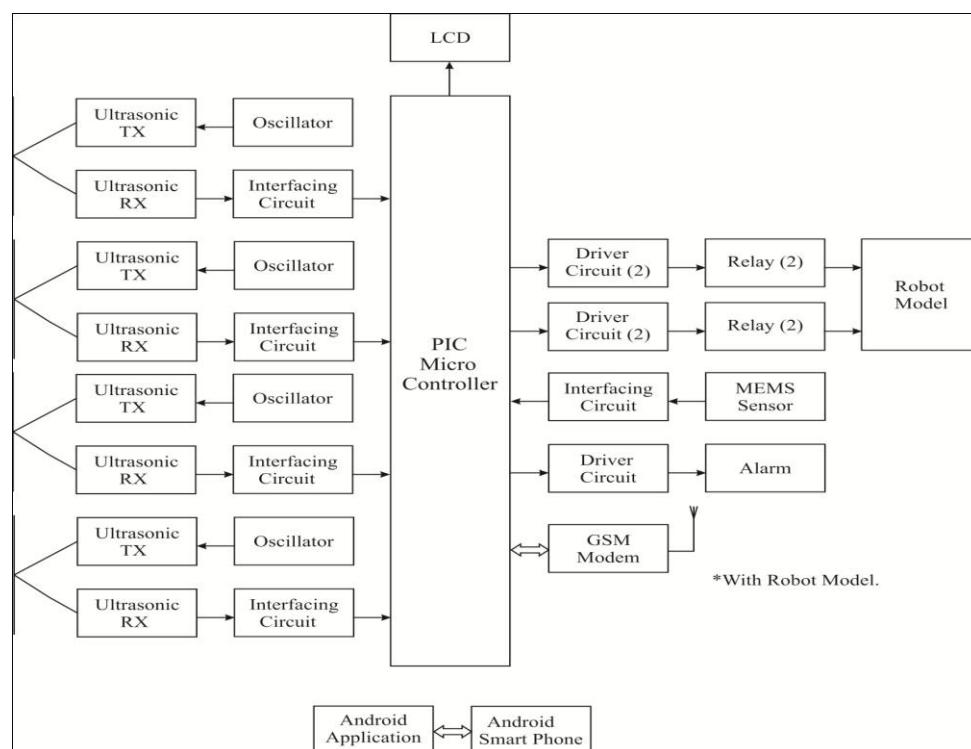 LCD
Ultrasonic
TX
Oscillator
Ultrasonic
RX
Interfacing
Circuit
Ultrasonic
TX
Oscillator
Ultrasonic
RX
Interfacing
Circuit
Ultrasonic
TX
Oscillator
Ultrasonic
RX
Interfacing
Circuit
Ultrasonic
TX
Oscillator
Ultrasonic
RX
Interfacing
Circuit
PIC
Micro
Controller
Driver
Circuit (2)
Relay (2)
Driver
Circuit (2)
Relay (2)
Robot
Model
Interfacing
Circuit
MEMS
Sensor
Driver
Circuit
Alarm
GSM
Modem
*With Robot Model.
Android
Application
Android
Smart Phone